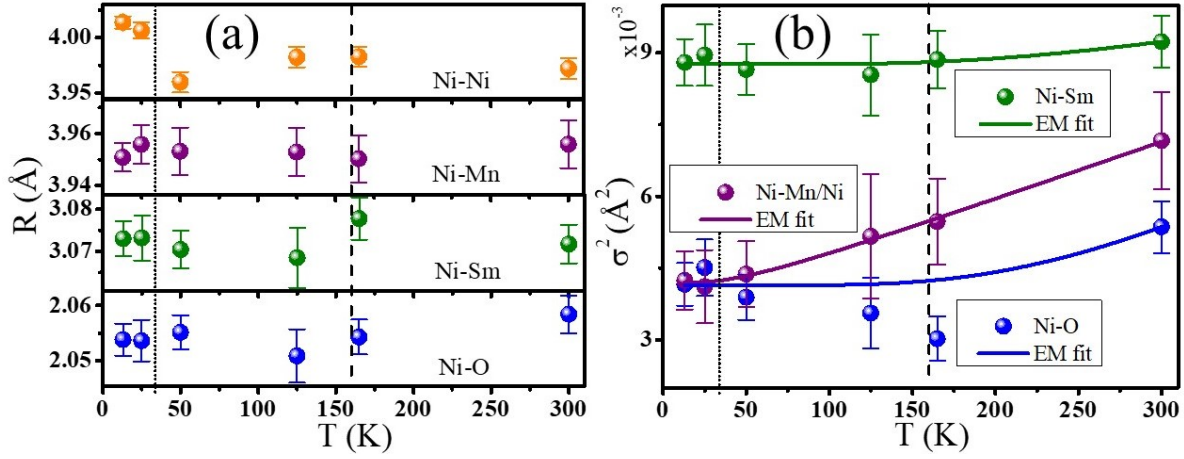 (a)
R (Å)
4.00
3.95
Ni-Ni
3.96
3.94
Ni-Mn
3.08
3.07
Ni-Sm
2.06
2.05
Ni-O
0 50 100 150 200 250 300
T (K)
(b)
x10⁻³
σ² (Å²)
9
6
3
Ni-Sm
EM fit
Ni-Mn/Ni
EM fit
Ni-O
EM fit
0 50 100 150 200 250 300
T (K)